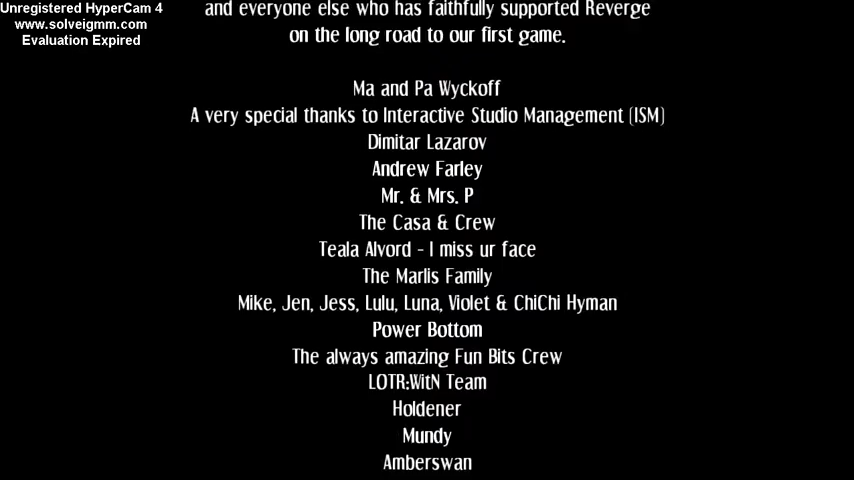 Unregistered HyperCam 4
www.solveigmm.com
Evaluation Expired
and everyone else who has faithfully supported Reverge
on the long road to our first game.
Ma and Pa Wyckoff
A very special thanks to Interactive Studio Management (ISM)
Dimitar Lazarov
Andrew Farley
Mr. & Mrs. P
The Casa & Crew
Teala Alvord - I miss ur face
The Marlis Family
Mike, Jen, Jess, Lulu, Luna, Violet & ChiChi Hyman
Power Bottom
The always amazing Fun Bits Crew
LOTR:WitN Team
Holdener
Mundy
Amberswan